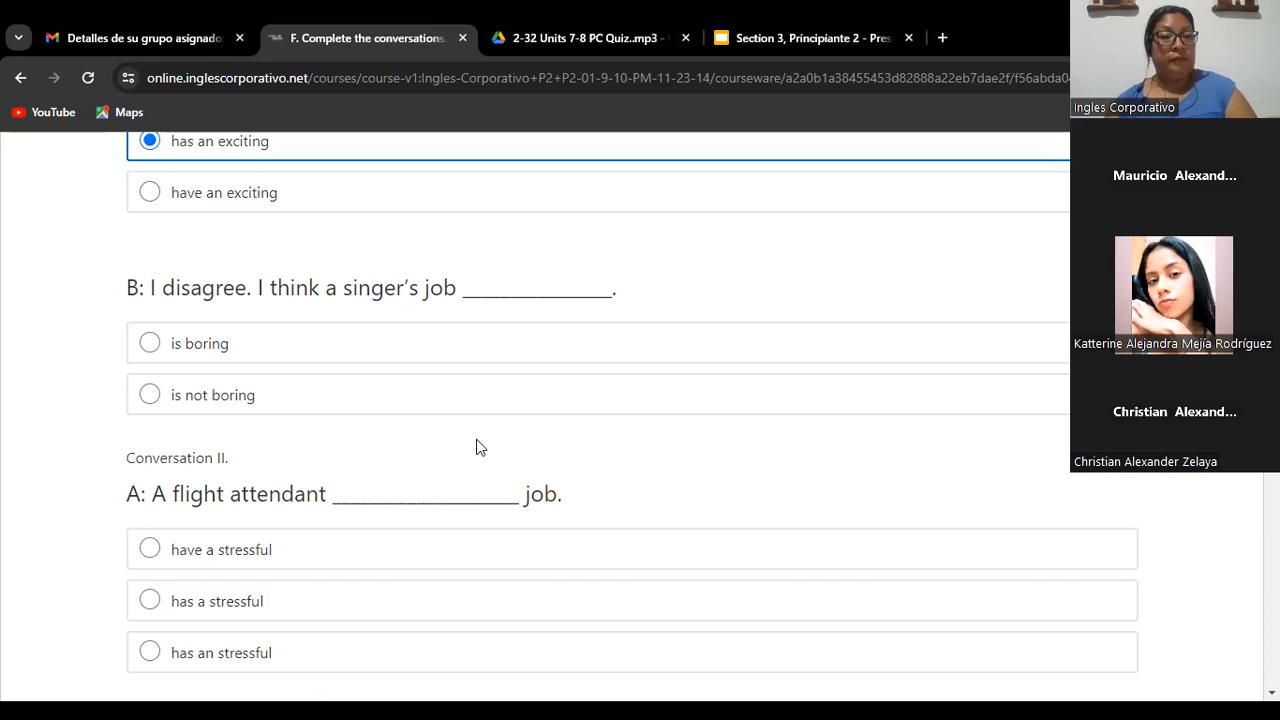 Detalles de su grupo asignado
F. Complete the conversations.
2-32 Units 7-8 PC Quiz..mp3 -
Section 3, Principiante 2 - Pres
online.inglescorporativo.net/courses/course-v1:Ingles-Corporativo+P2+P2-01-9-10-PM-11-23-14/courseware/a2a0b1a38455453d82888a22eb7dae2f/f56abda04
YouTube
Maps
has an exciting
have an exciting
B: I disagree. I think a singer’s job _______________.
is boring
is not boring
Conversation II.
A: A flight attendant __________________ job.
have a stressful
has a stressful
has an stressful
Ingles Corporativo
Mauricio Alexand...
Katterine Alejandra Mejía Rodríguez
Christian Alexand...
Christian Alexander Zelaya